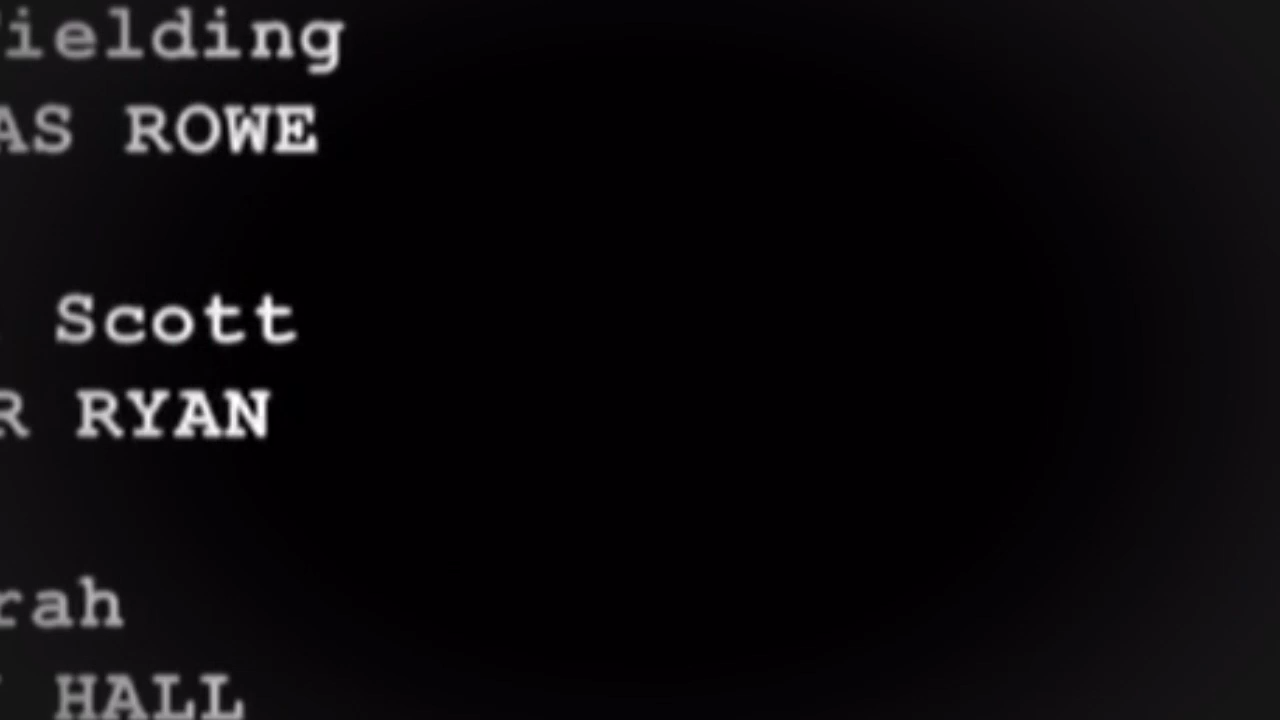 ielding
AS ROWE
Scott
R RYAN
rah
HALL